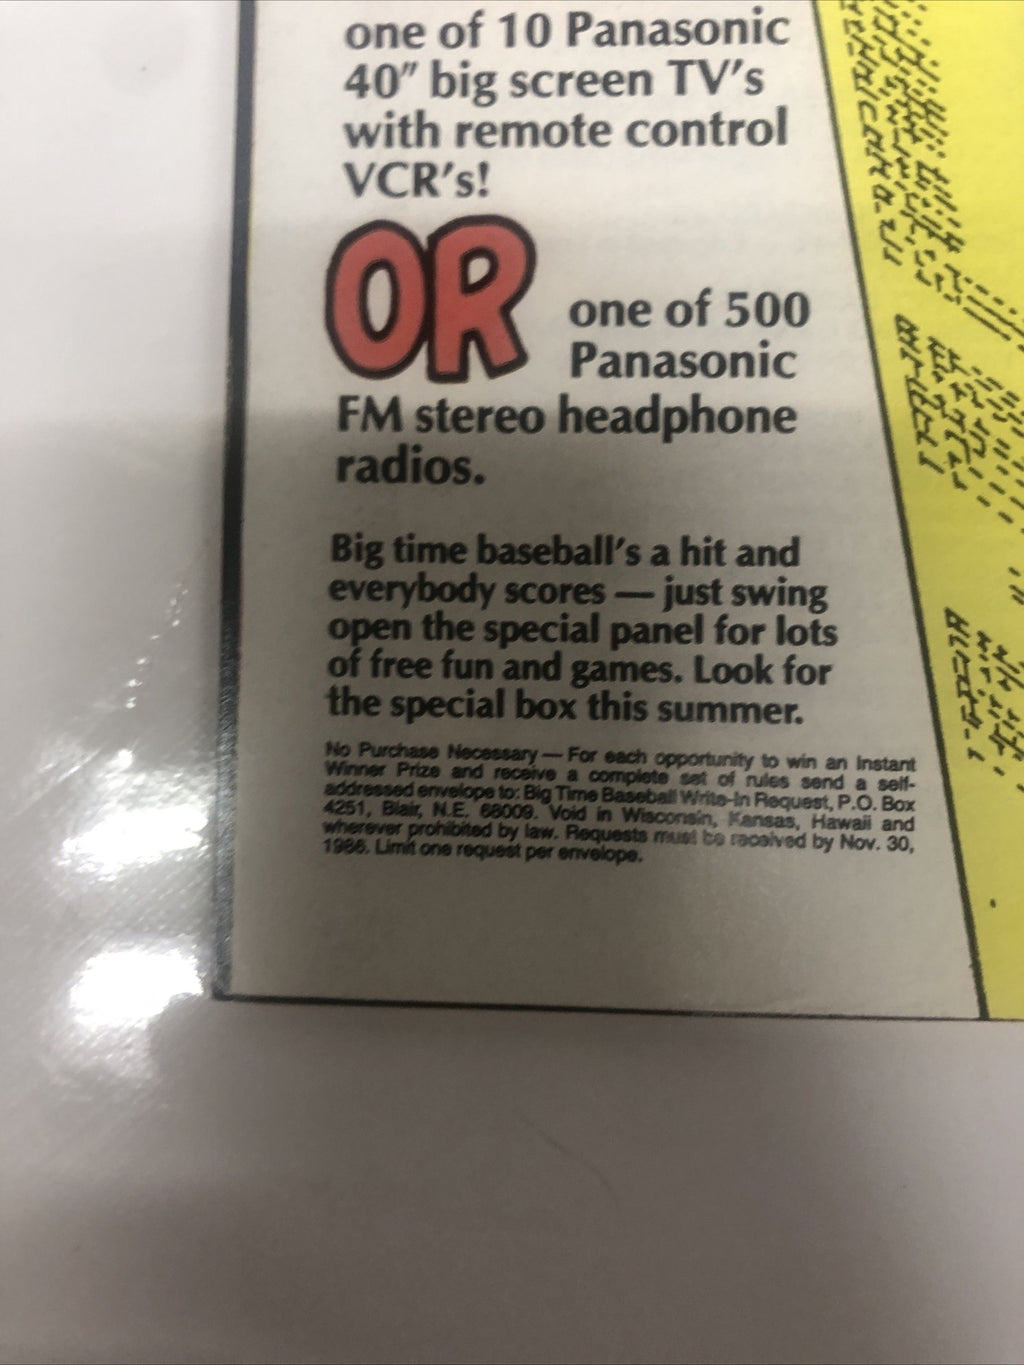 one of 10 Panasonic
40" big screen TV's
with remote control
VCR's!
OR one of 500
Panasonic
FM stereo headphone
radios.
Big time baseball's a hit and
everybody scores — just swing
open the special panel for lots
of free fun and games. Look for
the special box this summer.
No Purchase Necessary — For each opportunity to win an Instant
Winner Prize and receive a complete set of rules send a self-
addressed envelope to: Big Time Baseball Write-In Request, P.O. Box
4251, Blair, N.E. 68009. Void in Wisconsin, Kansas, Hawaii and
wherever prohibited by law. Requests must be received by Nov. 30,
1986. Limit one request per envelope.